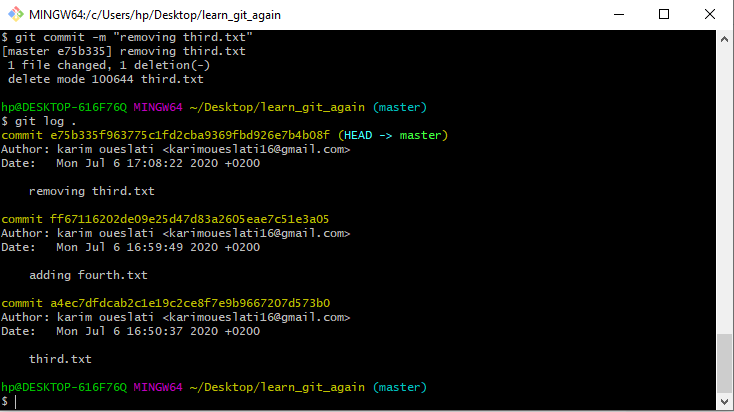 MINGW64:/c/Users/hp/Desktop/learn_git_again
$ git commit -m "removing third.txt"
[master e75b335] removing third.txt
 1 file changed, 1 deletion(-)
 delete mode 100644 third.txt

hp@DESKTOP-616F76Q MINGW64 ~/Desktop/learn_git_again (master)
$ git log .
commit e75b335f963775c1fd2cba9369fbd926e7b4b08f (HEAD -> master)
Author: karim oueslati <karimoueslati16@gmail.com>
Date:   Mon Jul 6 17:08:22 2020 +0200

    removing third.txt

commit ff67116202de09e25d47d83a2605eae7c51e3a05
Author: karim oueslati <karimoueslati16@gmail.com>
Date:   Mon Jul 6 16:59:49 2020 +0200

    adding fourth.txt

commit a4ec7dfdcab2c1e19c2ce8f7e9b9667207d573b0
Author: karim oueslati <karimoueslati16@gmail.com>
Date:   Mon Jul 6 16:50:37 2020 +0200

    third.txt

hp@DESKTOP-616F76Q MINGW64 ~/Desktop/learn_git_again (master)
$